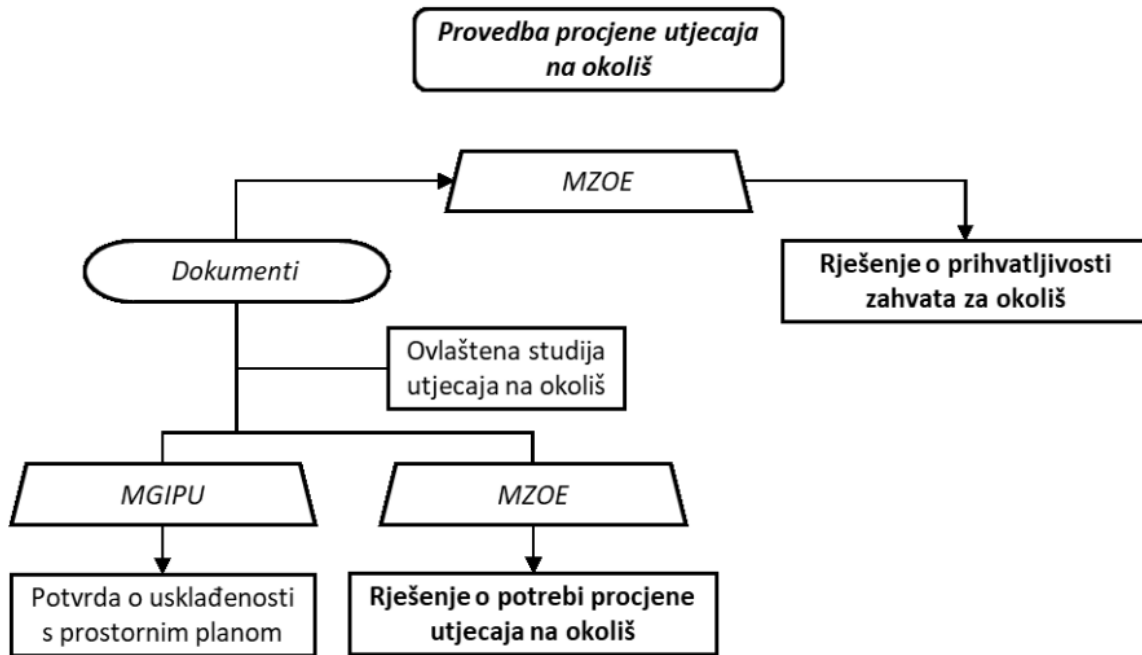 Provedba procjene utjecaja
na okoliš
MZOE
Dokumenti
Rješenje o prihvatljivosti
zahvata za okoliš
Ovlaštena studija
utjecaja na okoliš
MGIPU
MZOE
Potvrda o usklađenosti
s prostornim planom
Rješenje o potrebi procjene
utjecaja na okoliš